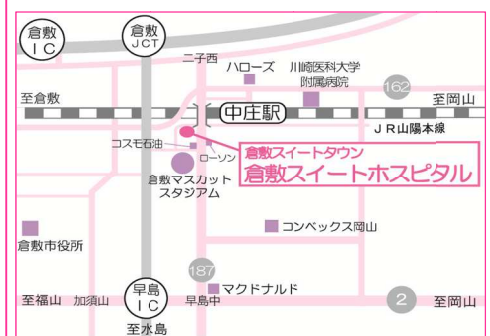 倉敷
IC
倉敷
JCT
二子西
ハローズ
川崎医科大学
附属病院
162
至倉敷
中庄駅
至岡山
JR山陽本線
コスモ石油
ローソン
倉敷スイートタウン
倉敷スイートホスピタル
倉敷マスカット
スタジアム
コンベックス岡山
倉敷市役所
187
マクドナルド
至福山
加須山
早島
IC
早島中
2
至岡山
至水島